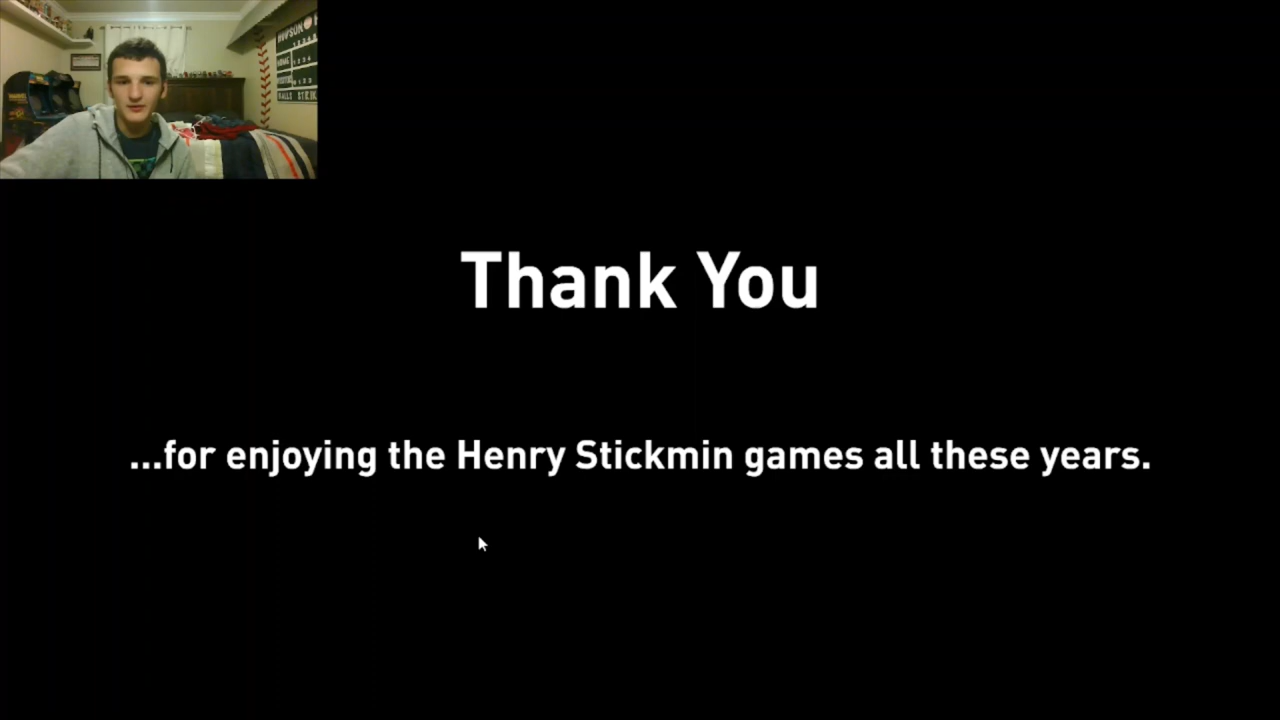 Thank You
...for enjoying the Henry Stickmin games all these years.